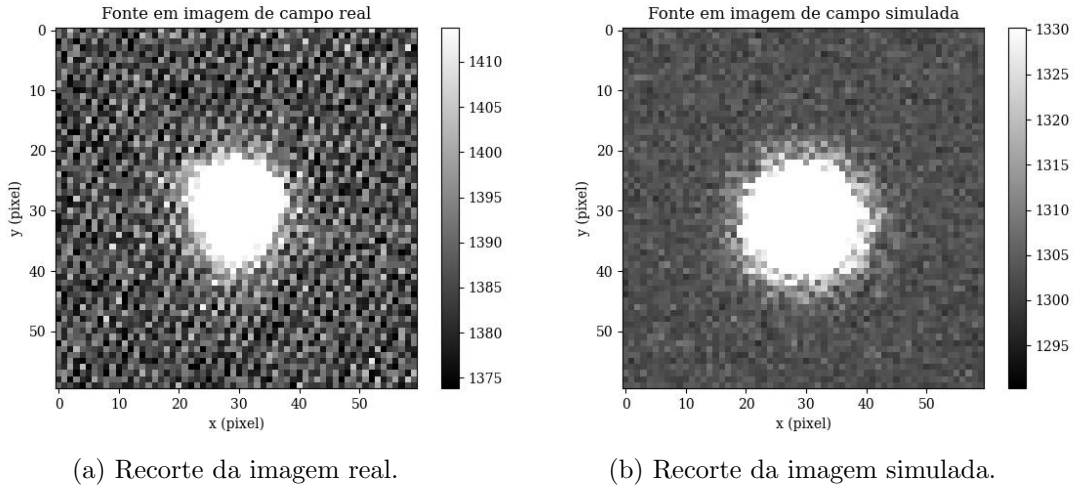 Fonte em imagem de campo real
0
10
20
30
40
50
y (pixel)
0 10 20 30 40 50
x (pixel)
1410
1405
1400
1395
1390
1385
1380
1375
(a) Recorte da imagem real.
Fonte em imagem de campo simulada
0
10
20
30
40
50
y (pixel)
0 10 20 30 40 50
x (pixel)
1330
1325
1320
1315
1310
1305
1300
1295
(b) Recorte da imagem simulada.